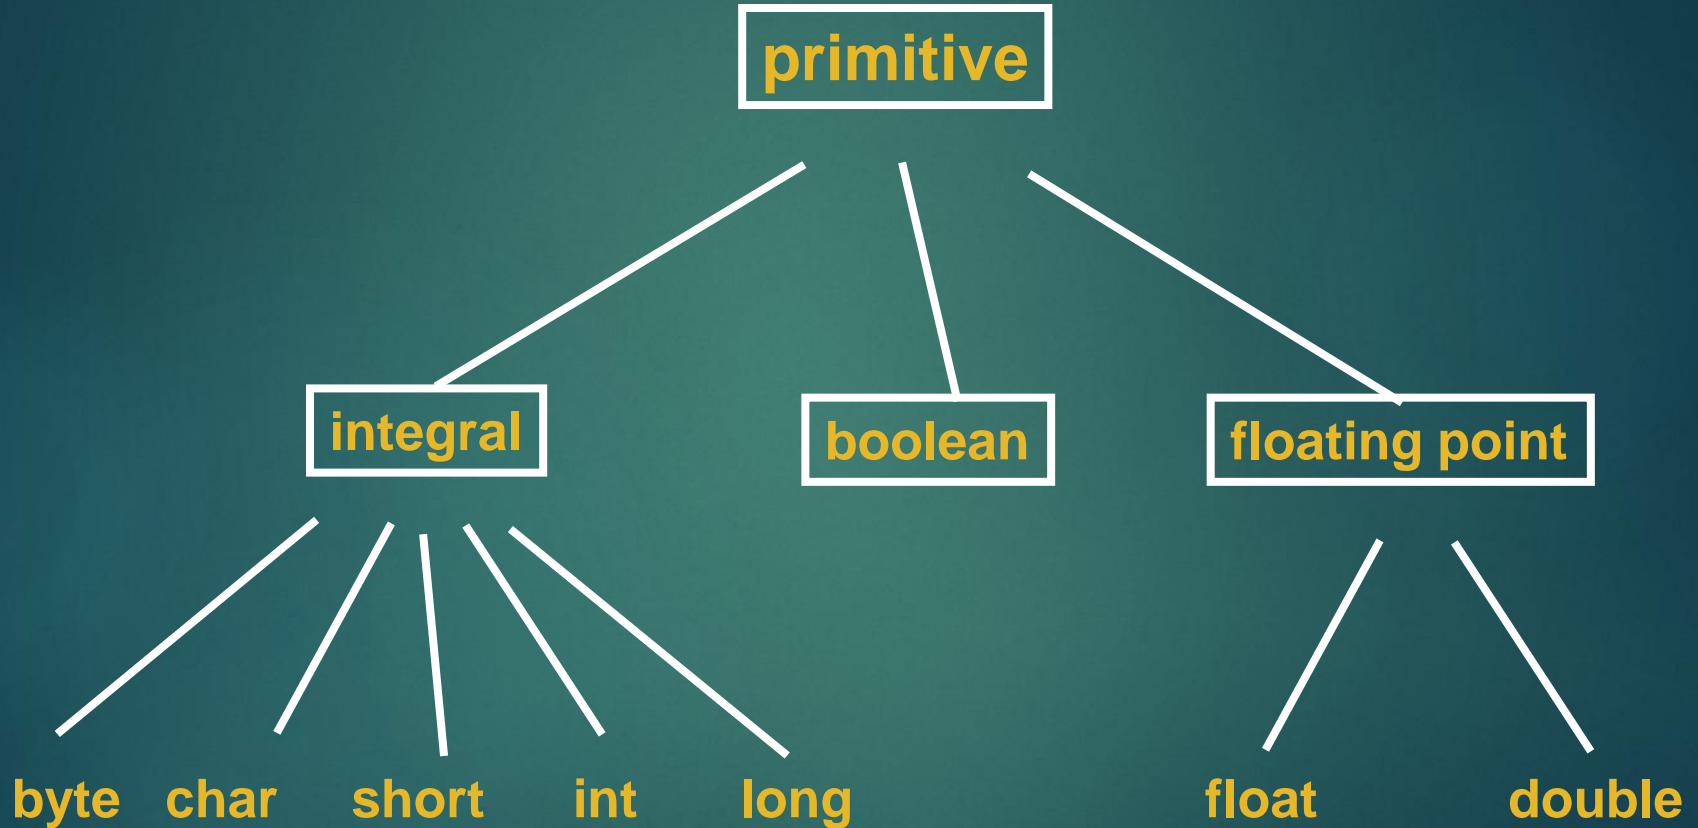 primitive
integral
boolean
floating point
byte char short int long float double